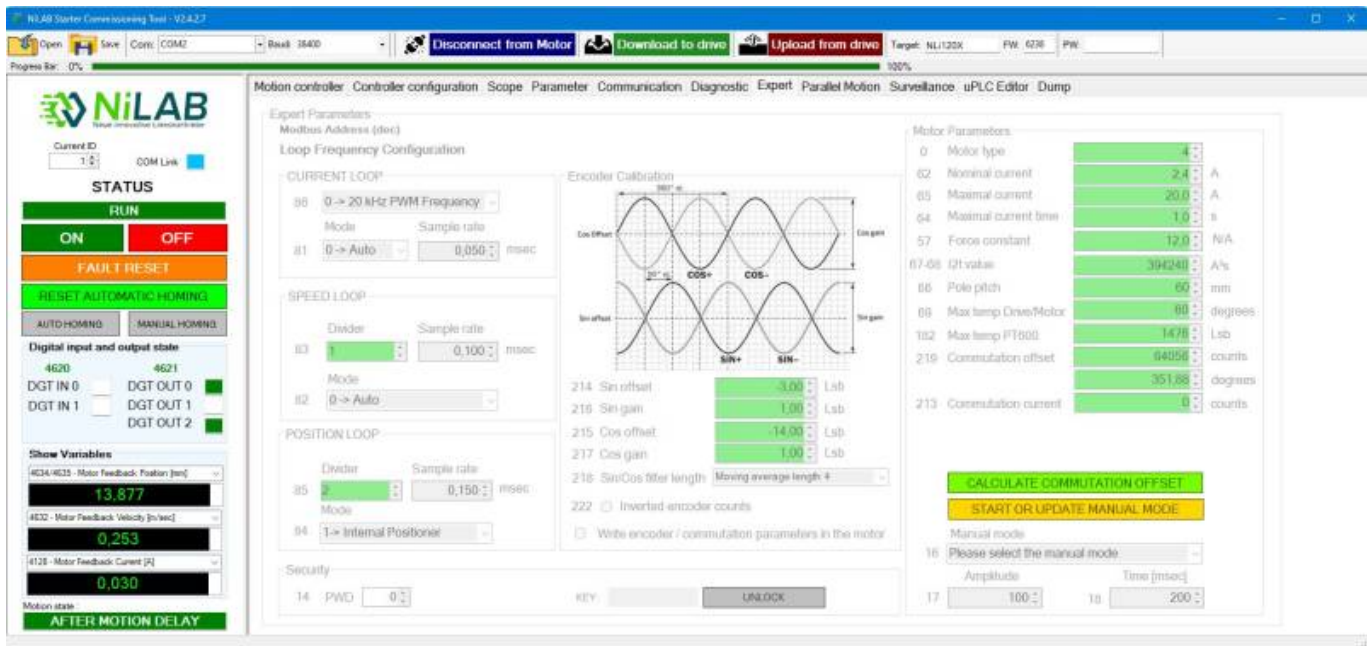 NiLAB Starter Commissioning Tool - V2.4.2.7
Open Save Com: COM2 Baud: 38400 Disconnect from Motor Download to drive Upload from drive Target: NLi120X FW: 6236 PW:
Progress Bar: 0% 100%
Motion controller Controller configuration Scope Parameter Communication Diagnostic Expert Parallel Motion Surveillance uPLC Editor Dump
NiLAB
Neue innovative Linearantriebe
Current ID
1 COM Link
STATUS
RUN
ON OFF
FAULT RESET
RESET AUTOMATIC HOMING
AUTO HOMING MANUAL HOMING
Digital input and output state
4620 4621
DGT IN 0 DGT OUT 0
DGT IN 1 DGT OUT 1
DGT OUT 2
Show Variables
4634/4635 - Motor Feedback Position [mm]
13,877
4632 - Motor Feedback Velocity [m/sec]
0,253
4128 - Motor Feedback Current [A]
0,030
Motion state
AFTER MOTION DELAY
Expert Parameters
Modbus Address (dec)
Loop Frequency Configuration
CURRENT LOOP
0 -> 20 kHz PWM Frequency
Mode Sample rate
81 0 -> Auto 0,050 msec
SPEED LOOP
Divider Sample rate
83 1 0,100 msec
Mode
82 0 -> Auto
POSITION LOOP
Divider Sample rate
85 2 0,150 msec
Mode
84 1-> Internal Positioner
Security
14 PWD 0 KEY: UNLOCK
Encoder Calibration
360° el.
Cos Offset Cos gain
COS+ COS-
Sin offset Sin gain
SIN+ SIN-
214 Sin offset -3,00 Lsb
216 Sin gain 1,00 Lsb
215 Cos offset -14,00 Lsb
217 Cos gain 1,00 Lsb
218 Sin/Cos filter length Moving average length 4
222 Inverted encoder counts
Write encoder / commutation parameters in the motor
Motor Parameters
0 Motor type 4
62 Nominal current 2,4 A
65 Maximal current 20,0 A
64 Maximal current time 1,0 s
57 Force constant 12,0 N/A
67-68 I2t value 394240 A²s
66 Pole pitch 60 mm
69 Max temp Drive/Motor 80 degrees
182 Max temp PT600 1476 Lsb
219 Commutation offset 64056 counts
351,88 degrees
213 Commutation current 0 counts
CALCULATE COMMUTATION OFFSET
START OR UPDATE MANUAL MODE
Manual mode
16 Please select the manual mode
Amplitude Time [msec]
17 100 18 200